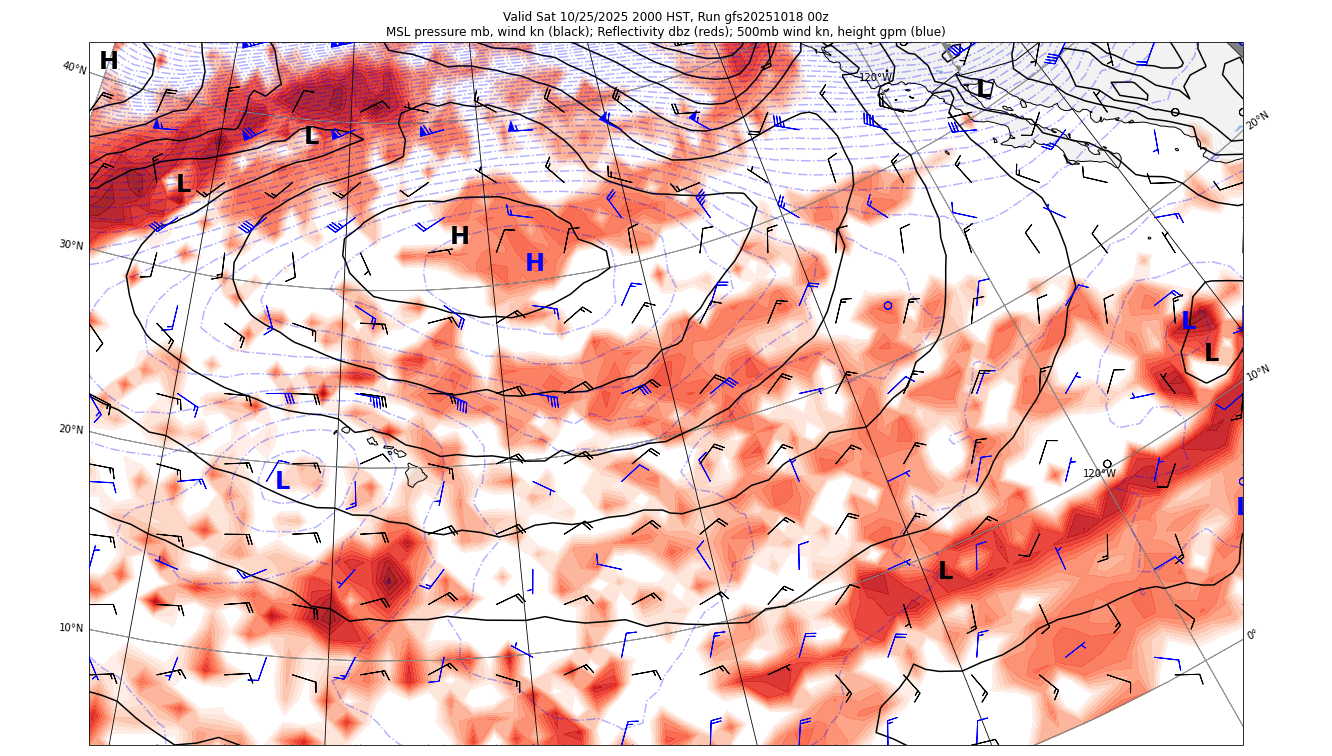 Valid Sat 10/25/2025 2000 HST, Run gfs20251018 00z
MSL pressure mb, wind kn (black); Reflectivity dbz (reds); 500mb wind kn, height gpm (blue)
H
40°N
120°W
L
20°N
L
L
30°N
H
H
L
L
10°N
20°N
L
120°W
L
L
10°N
0°